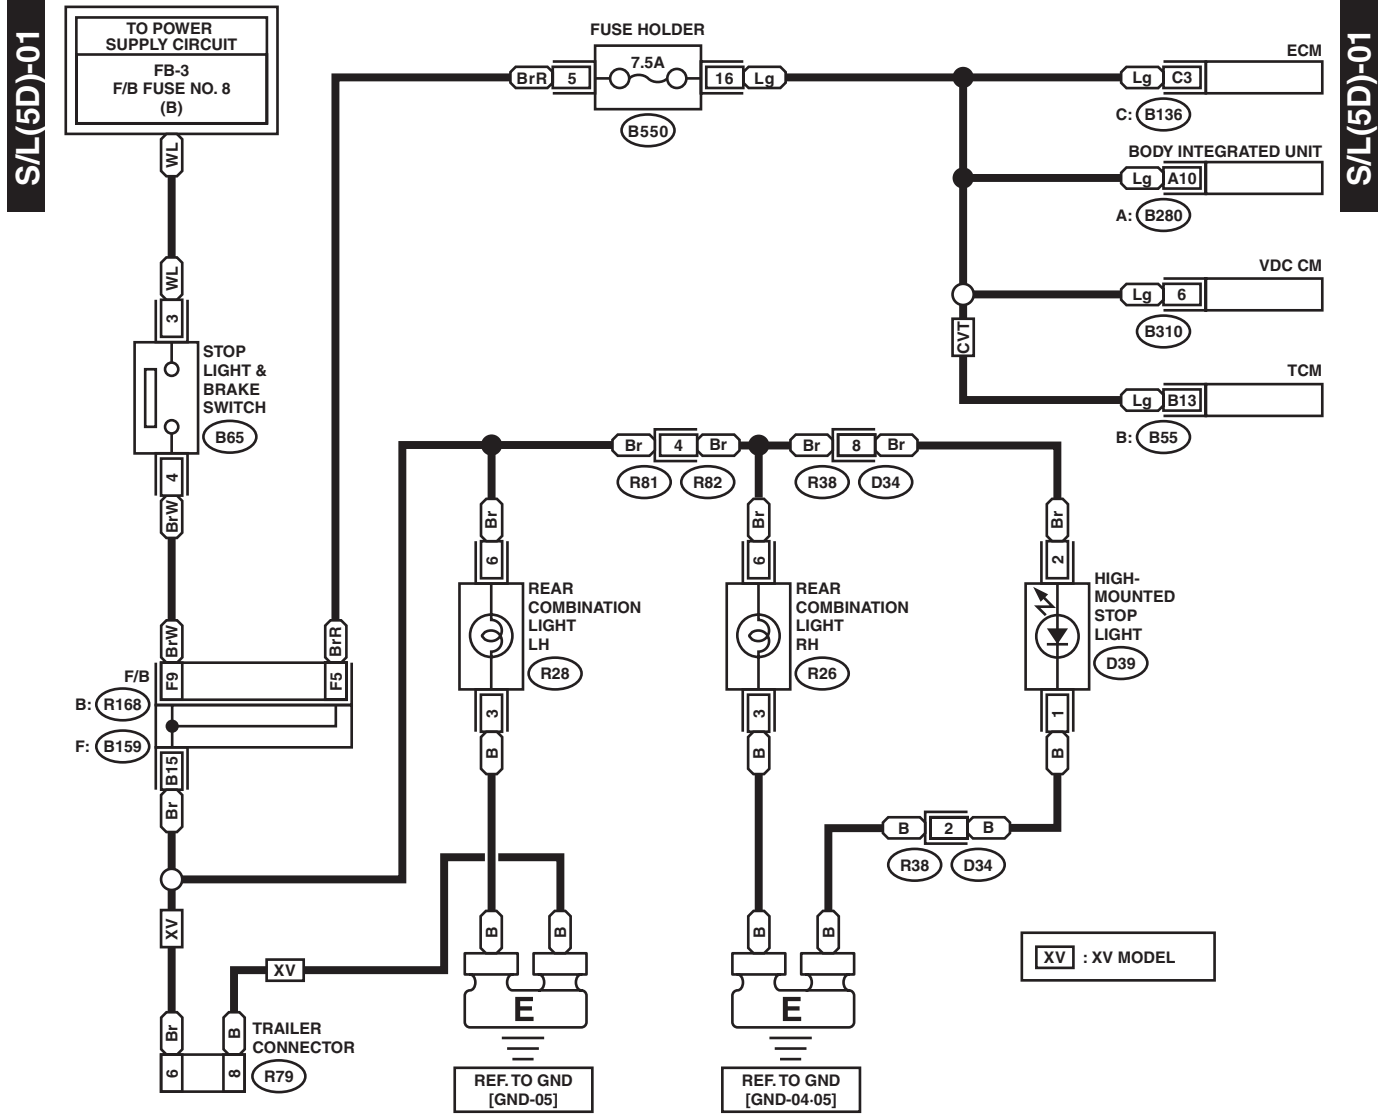 S/L(5D)-01
TO POWER
SUPPLY CIRCUIT
FB-3
F/B FUSE NO. 8
(B)
WL
WL
3
STOP
LIGHT &
BRAKE
SWITCH
B65
4
BrW
BrW
BrR
F9
F5
F/B
B: R168
F: B159
B15
Br
XV
Br
6
B
8
XV
TRAILER
CONNECTOR
R79
FUSE HOLDER
BrR 5 7.5A 16 Lg
B550
ECM
Lg C3
C: B136
BODY INTEGRATED UNIT
Lg A10
A: B280
VDC CM
Lg 6
B310
CVT
TCM
Lg B13
B: B55
S/L(5D)-01
Br 4 Br
R81 R82
Br 8 Br
R38 D34
Br
6
REAR
COMBINATION
LIGHT
LH
R28
3
B
Br
6
REAR
COMBINATION
LIGHT
RH
R26
3
B
Br
2
HIGH-
MOUNTED
STOP
LIGHT
D39
1
B
B 2 B
R38 D34
B
B
E
REF. TO GND
[GND-05]
B
B
E
REF. TO GND
[GND-04·05]
XV : XV MODEL